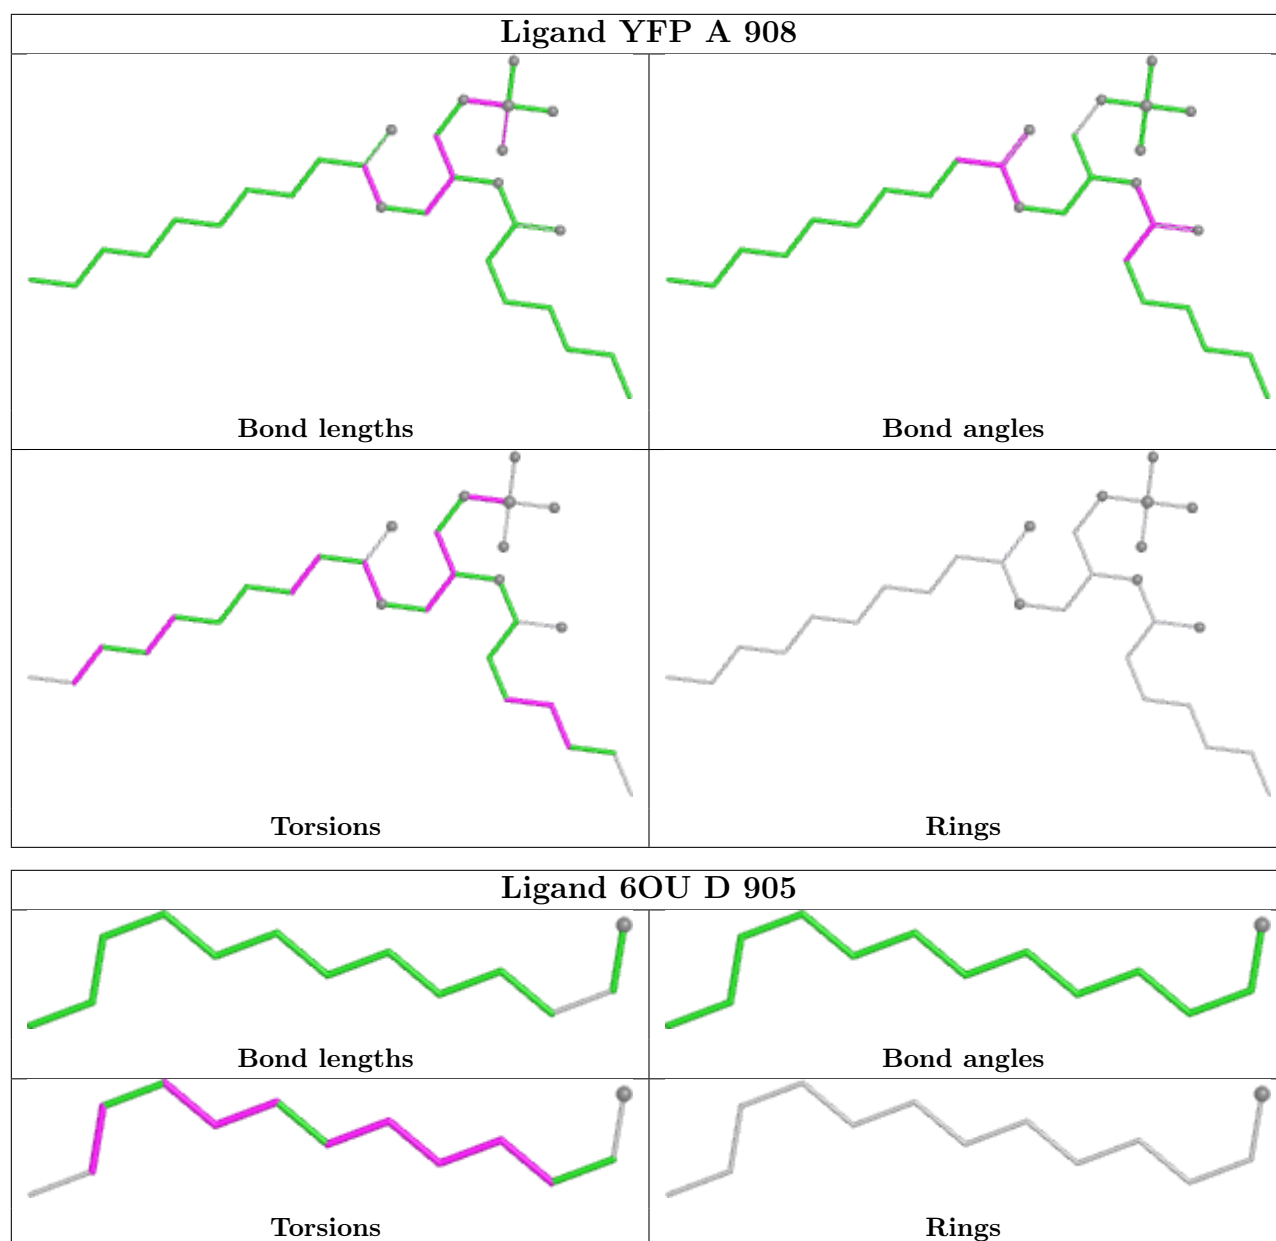 Ligand YFP A 908
Bond lengths
Bond angles
Torsions
Rings
Ligand 6OU D 905
Bond lengths
Bond angles
Torsions
Rings